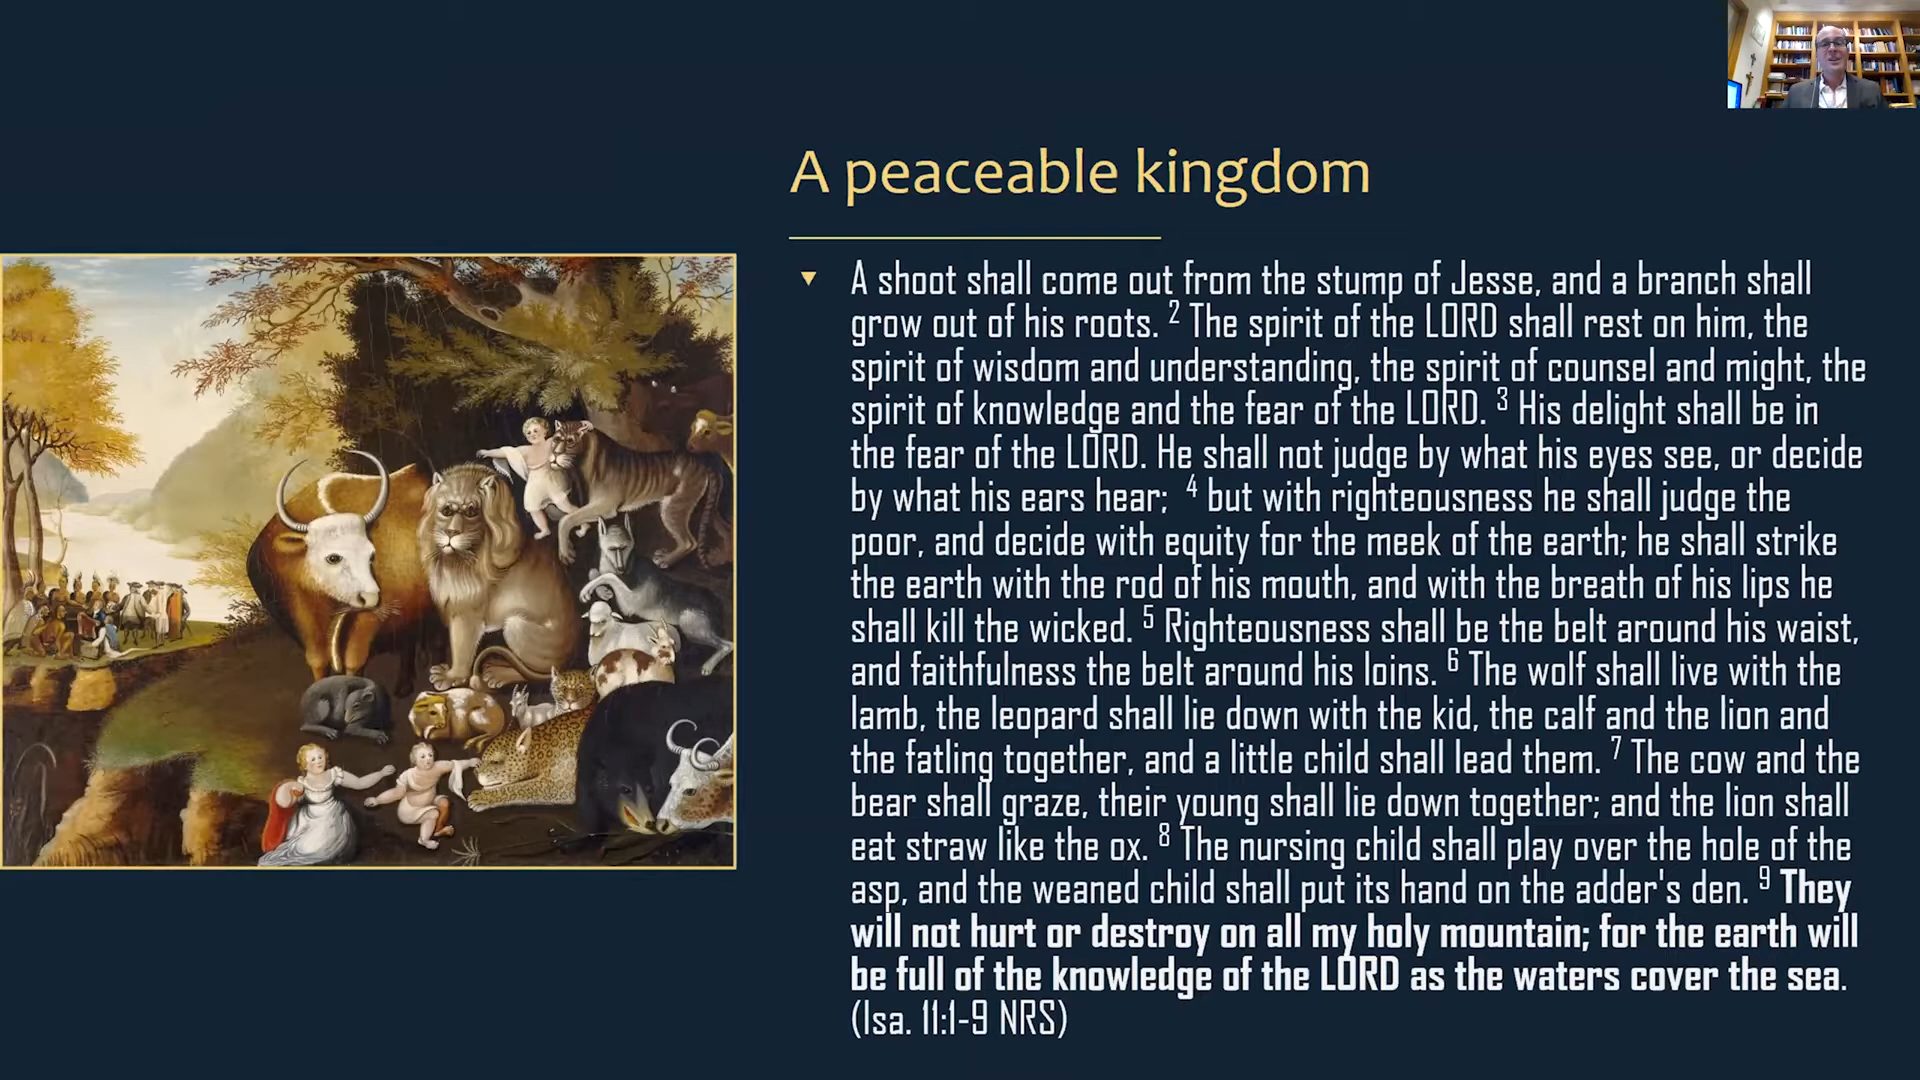 A peaceable kingdom
A shoot shall come out from the stump of Jesse, and a branch shall
grow out of his roots. 2 The spirit of the LORD shall rest on him, the
spirit of wisdom and understanding, the spirit of counsel and might, the
spirit of knowledge and the fear of the LORD. 3 His delight shall be in
the fear of the LORD. He shall not judge by what his eyes see, or decide
by what his ears hear; 4 but with righteousness he shall judge the
poor, and decide with equity for the meek of the earth; he shall strike
the earth with the rod of his mouth, and with the breath of his lips he
shall kill the wicked. 5 Righteousness shall be the belt around his waist,
and faithfulness the belt around his loins. 6 The wolf shall live with the
lamb, the leopard shall lie down with the kid, the calf and the lion and
the fatling together, and a little child shall lead them. 7 The cow and the
bear shall graze, their young shall lie down together; and the lion shall
eat straw like the ox. 8 The nursing child shall play over the hole of the
asp, and the weaned child shall put its hand on the adder's den. 9 They
will not hurt or destroy on all my holy mountain; for the earth will
be full of the knowledge of the LORD as the waters cover the sea.
(Isa. 11:1-9 NRS)